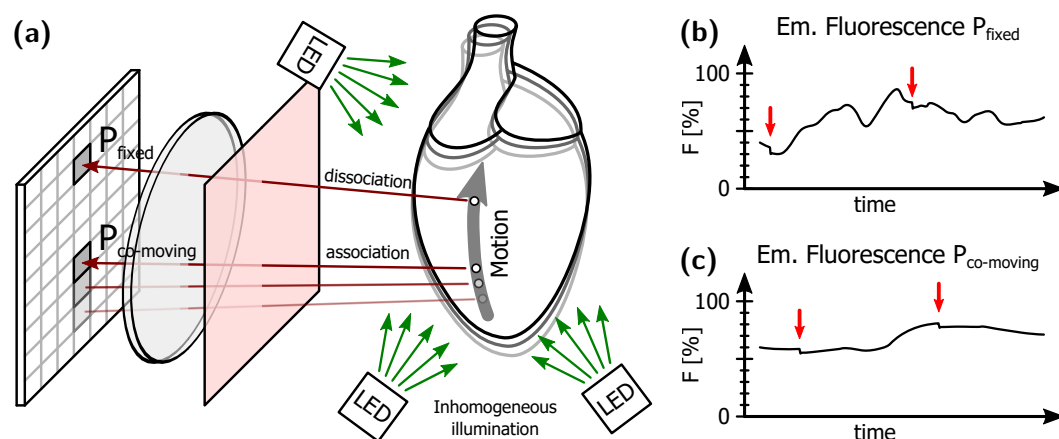 (a)
LED
P
fixed
dissociation
P
co-moving
association
Motion
LED
LED
Inhomogeneous
illumination
(b)
Em. Fluorescence P fixed
100
F [%]
0
time
(c)
Em. Fluorescence P co-moving
100
F [%]
0
time